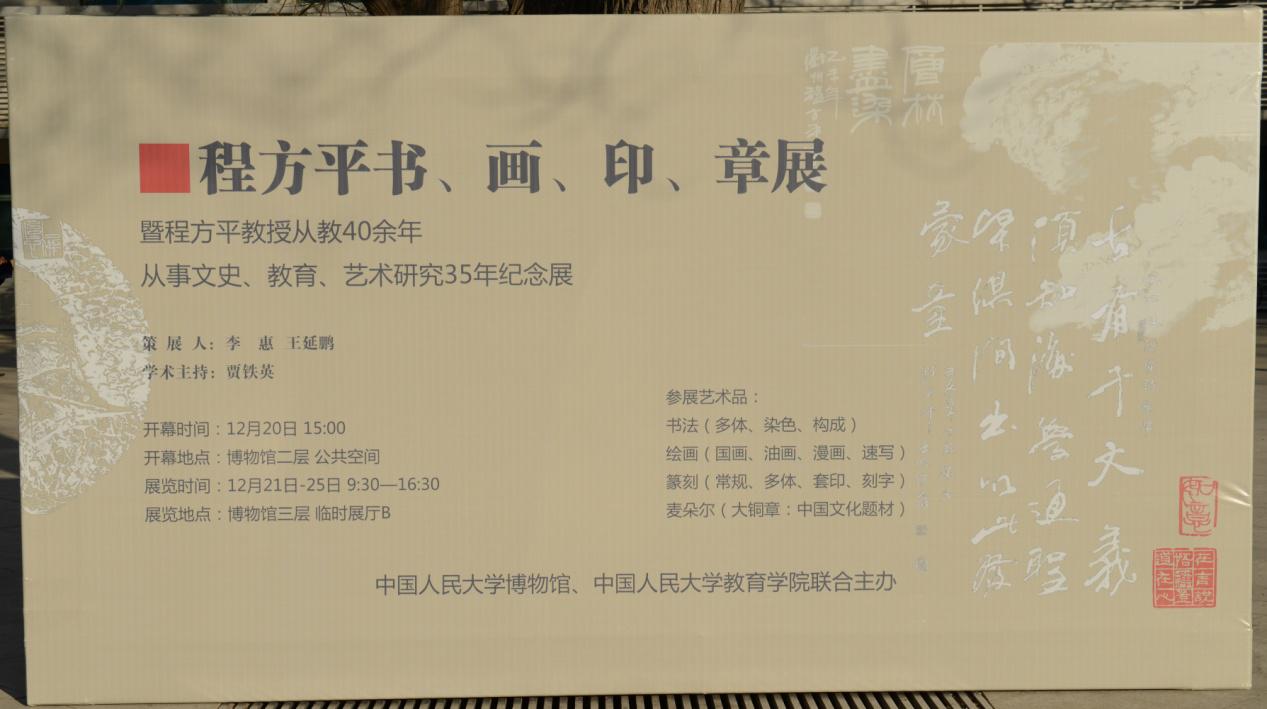 程方平书、画、印、章展
暨程方平教授从教40余年
从事文史、教育、艺术研究35年纪念展
策 展 人：李 惠 王延鹏
学术主持：贾铁英
开幕时间：12月20日 15:00
开幕地点：博物馆二层 公共空间
展览时间：12月21日-25日 9:30—16:30
展览地点：博物馆三层 临时展厅B
参展艺术品：
书法（多体、染色、构成）
绘画（国画、油画、漫画、速写）
篆刻（常规、多体、套印、刻字）
麦朵尔（大铜章：中国文化题材）
中国人民大学博物馆、中国人民大学教育学院联合主办
层林
尽染